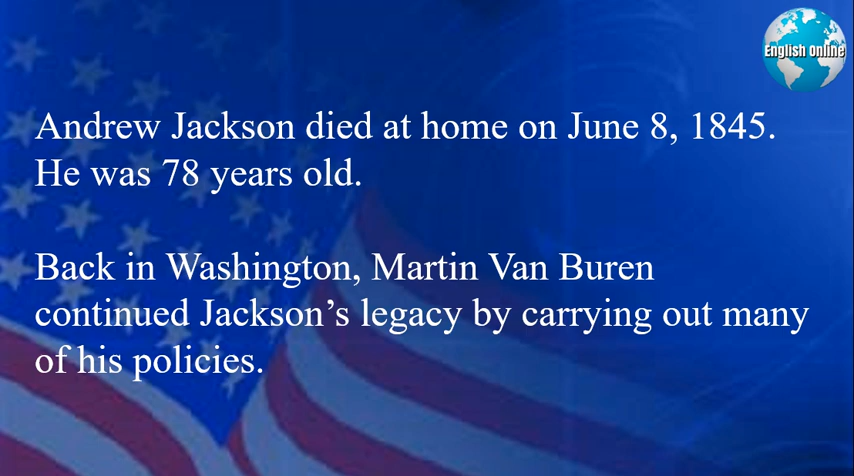 English Online
Andrew Jackson died at home on June 8, 1845.
He was 78 years old.
Back in Washington, Martin Van Buren
continued Jackson’s legacy by carrying out many
of his policies.